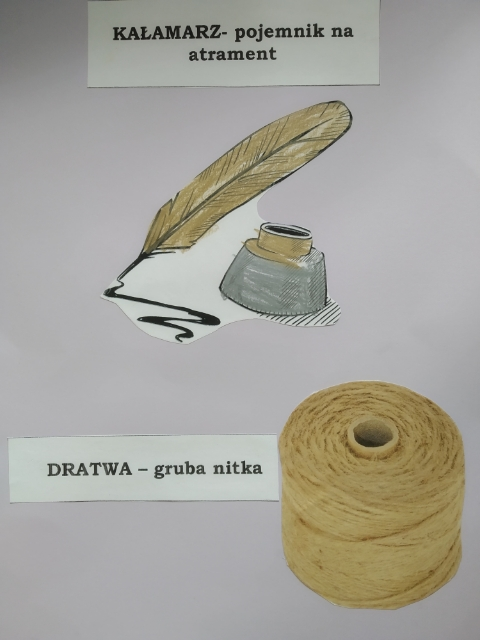 KAŁAMARZ- pojemnik na
atrament
DRATWA – gruba nitka